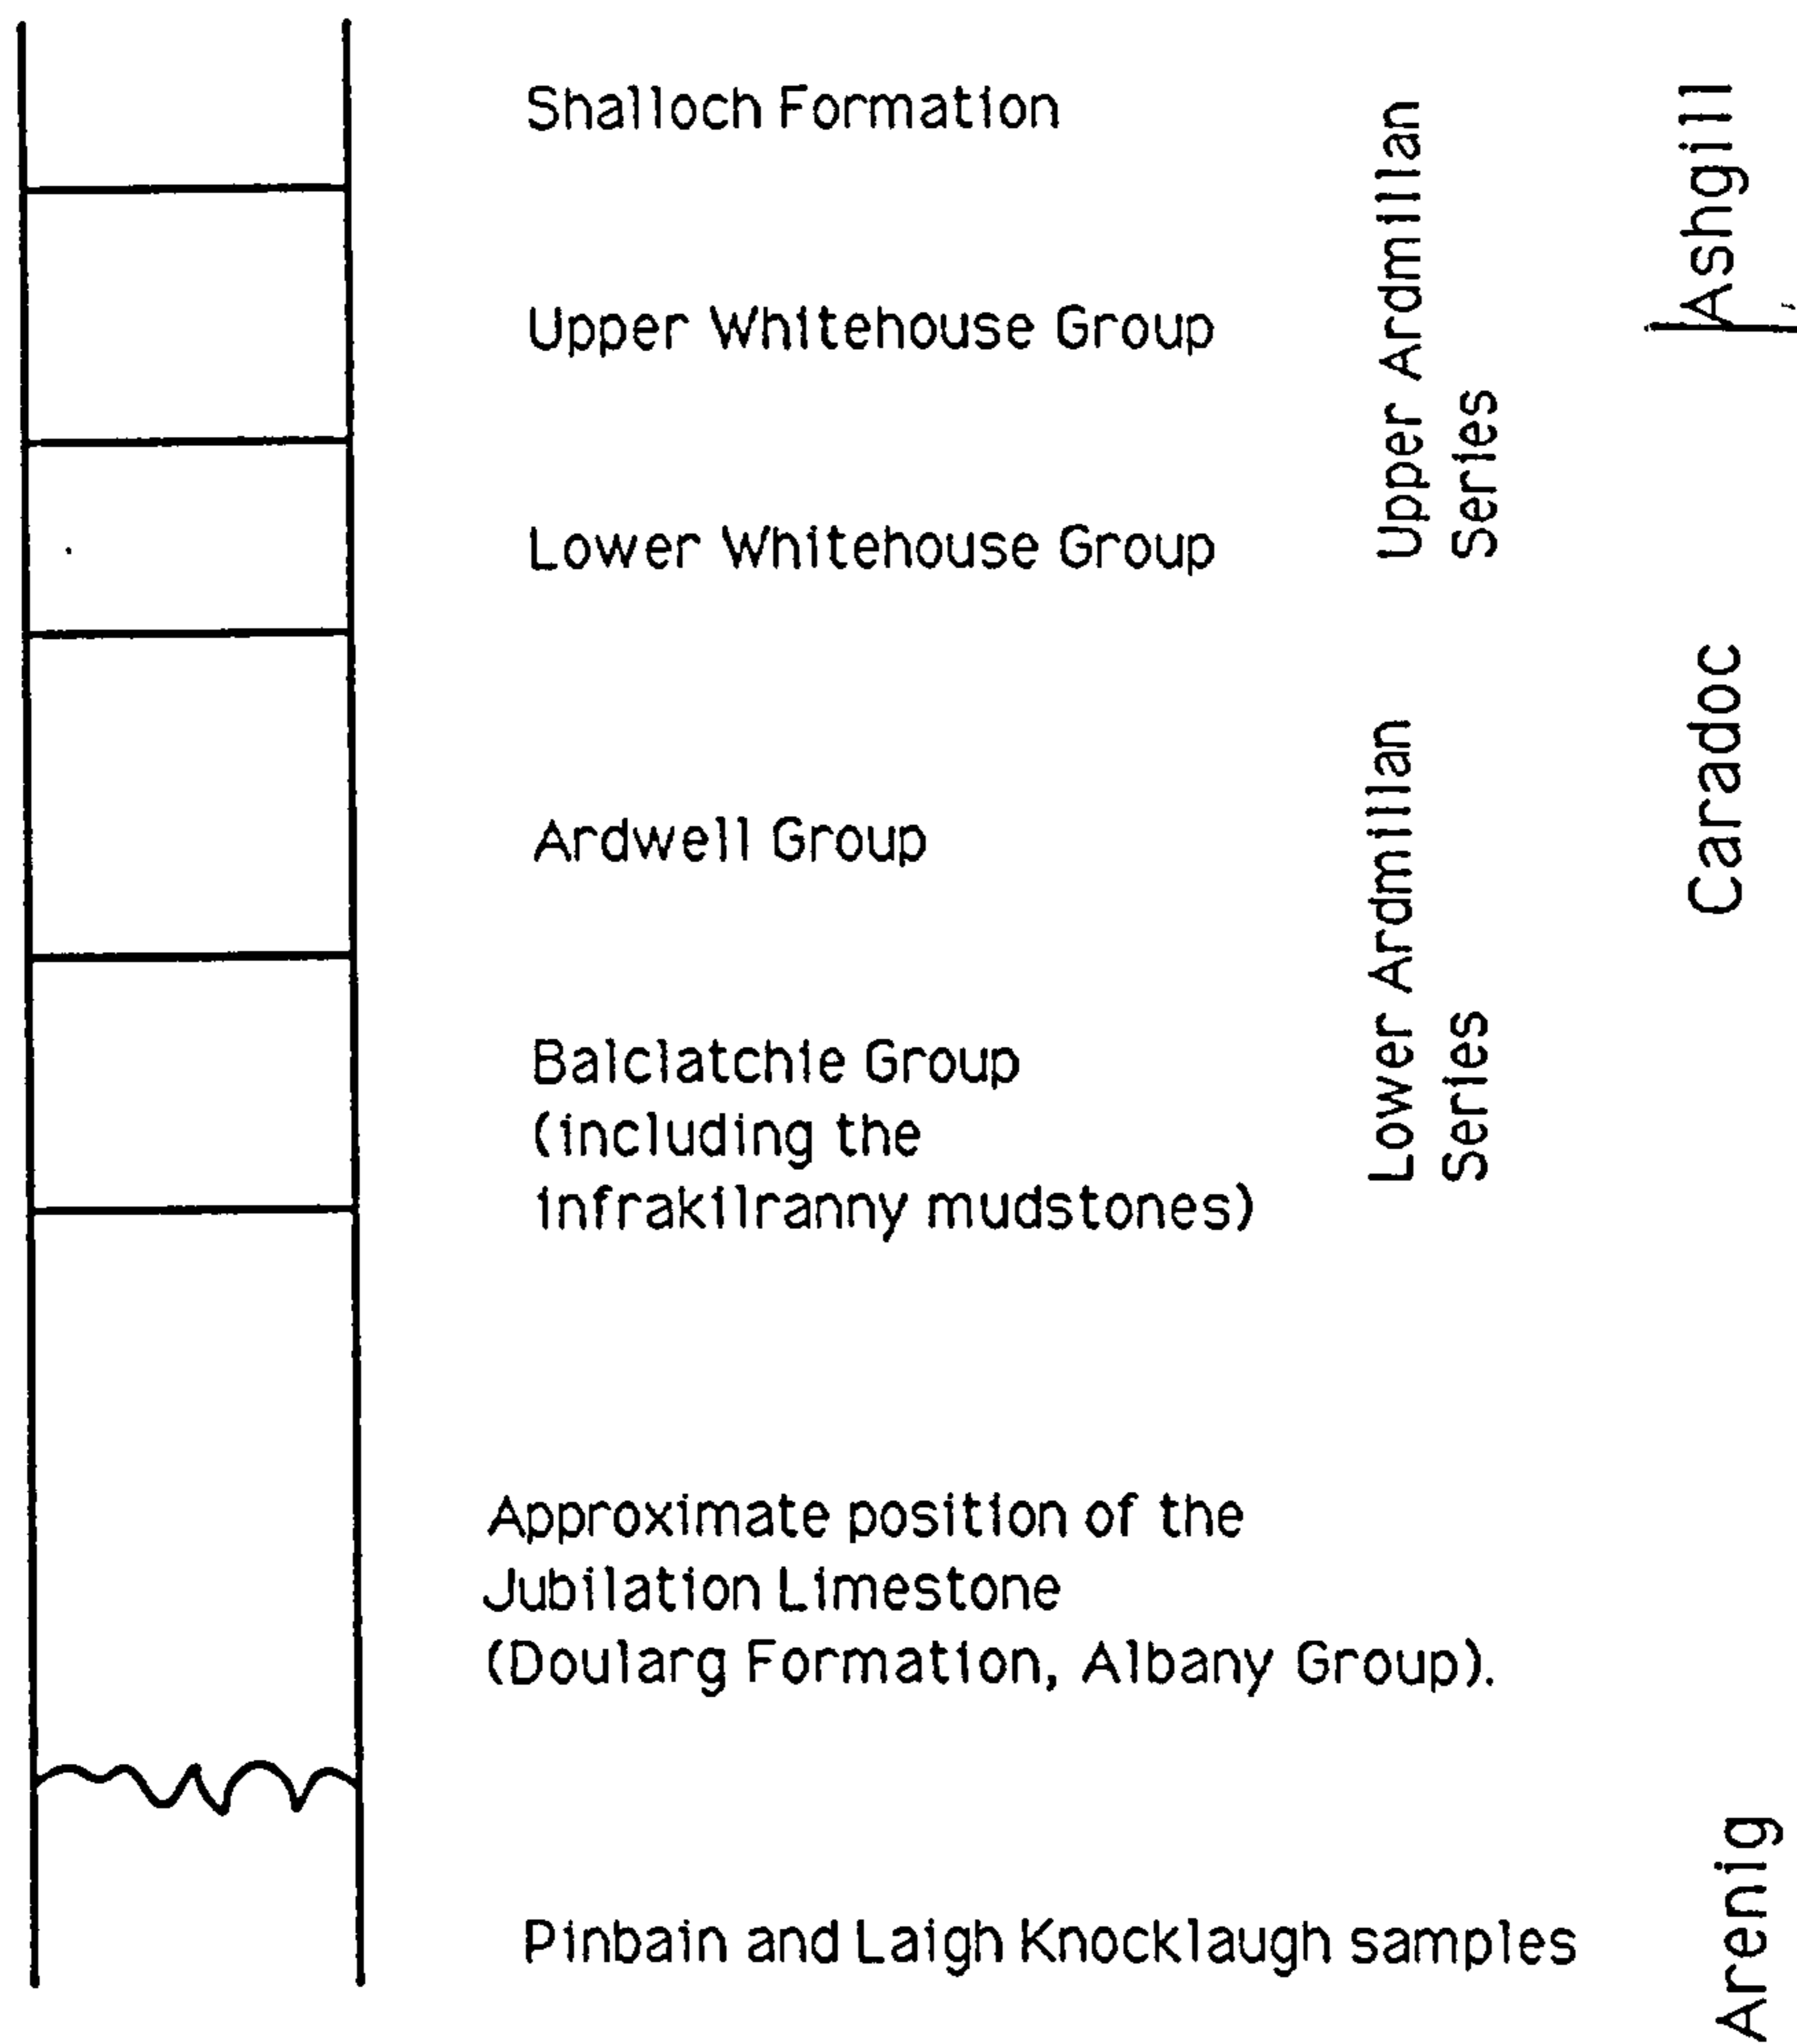 Shalloch Formation
Upper Whitehouse Group
Lower Whitehouse Group
Ardwell Group
Balclatchie Group
(including the
infrakilranny mudstones)
Approximate position of the
Jubilation Limestone
(Doularg Formation, Albany Group).
Pinbain and Laigh Knocklaugh samples
Upper Ardmillan
Series
Lower Ardmillan
Series
Ashgill
Caradoc
Arenig